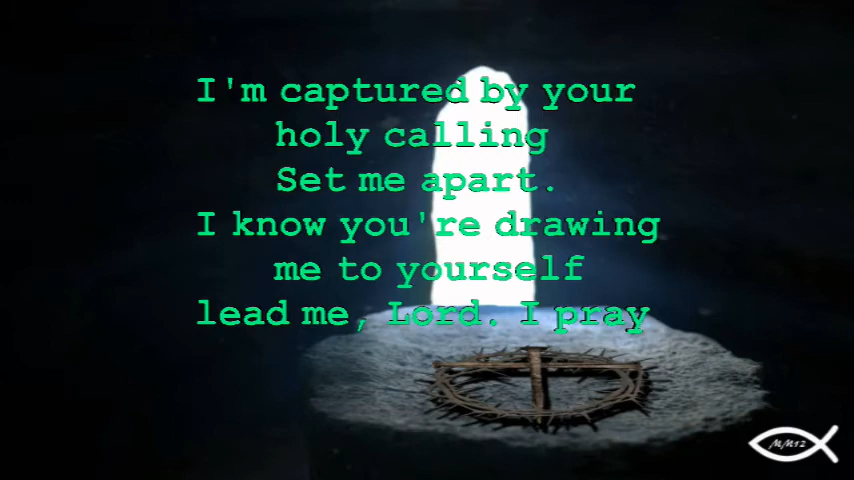 I'm captured by your
holy calling
Set me apart.
I know you're drawing
me to yourself
lead me, Lord. I pray
MM12